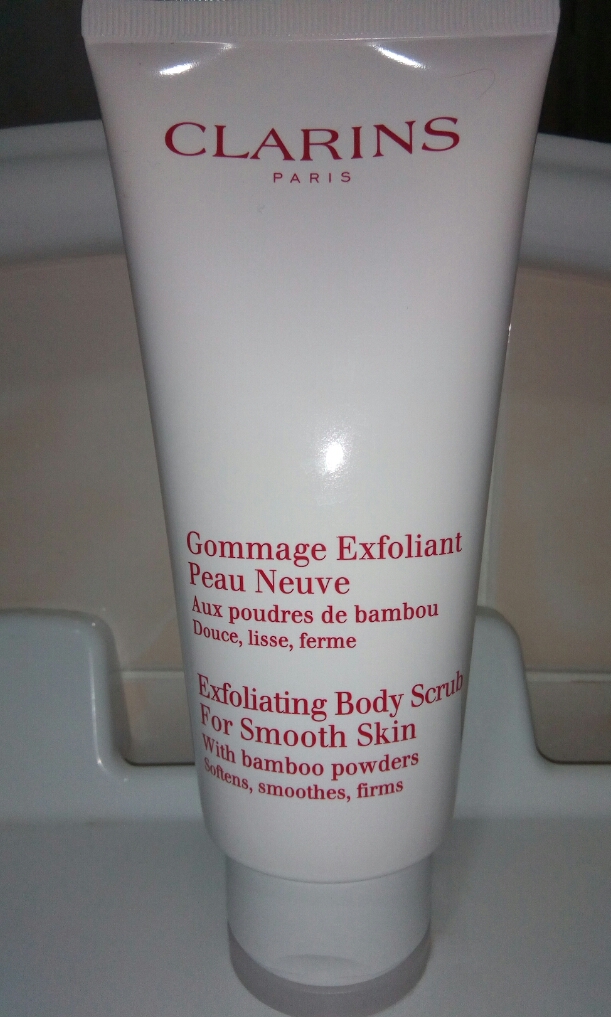 CLARINS
PARIS
Gommage Exfoliant
Peau Neuve
Aux poudres de bambou
Douce, lisse, ferme
Exfoliating Body Scrub
For Smooth Skin
With bamboo powders
Softens, smoothes, firms